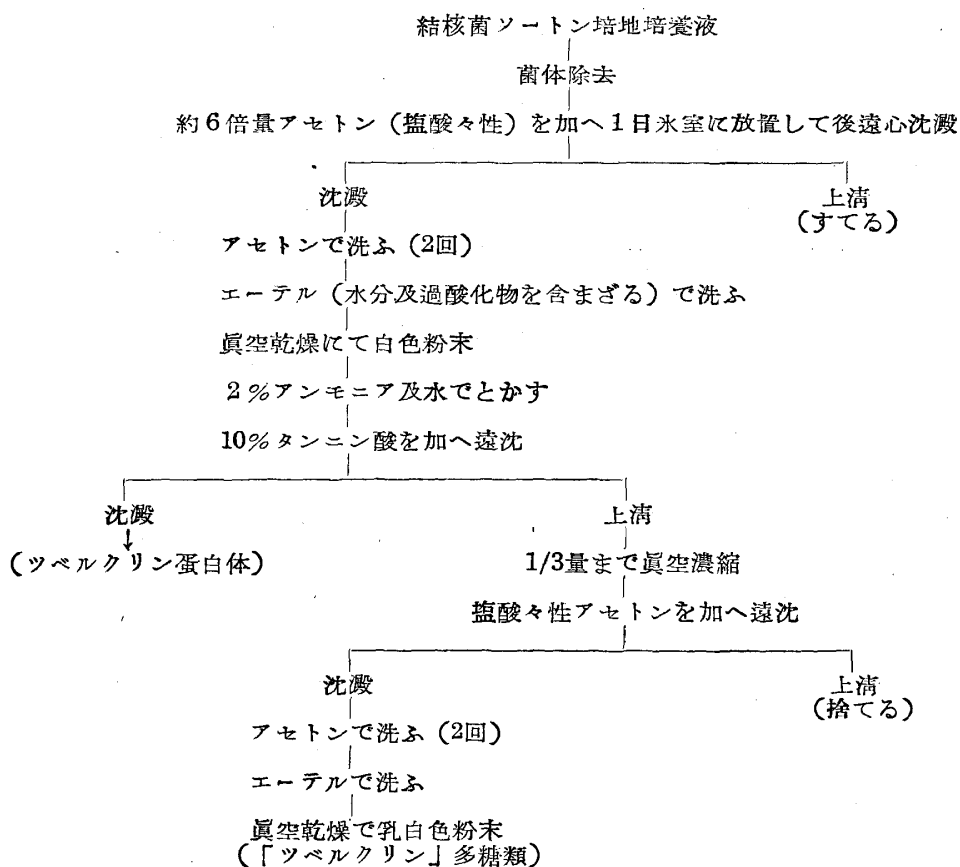 結核菌ソートン培地培養液
菌体除去
約6倍量アセトン(塩酸々性)を加へ1日氷室に放置して後遠心沈澱
沈澱
上清
(すてる)
アセトンで洗ふ(2回)
エーテル(水分及過酸化物を含まざる)で洗ふ
眞空乾燥にて白色粉末
2%アンモニア及水でとかす
10%タンニン酸を加へ遠沈
沈澱
上清
(ツベルクリン蛋白体)
1/3量まで眞空濃縮
塩酸々性アセトンを加へ遠沈
沈澱
上清
(捨てる)
アセトンで洗ふ(2回)
エーテルで洗ふ
眞空乾燥で乳白色粉末
(「ツベルクリン」多糖類)